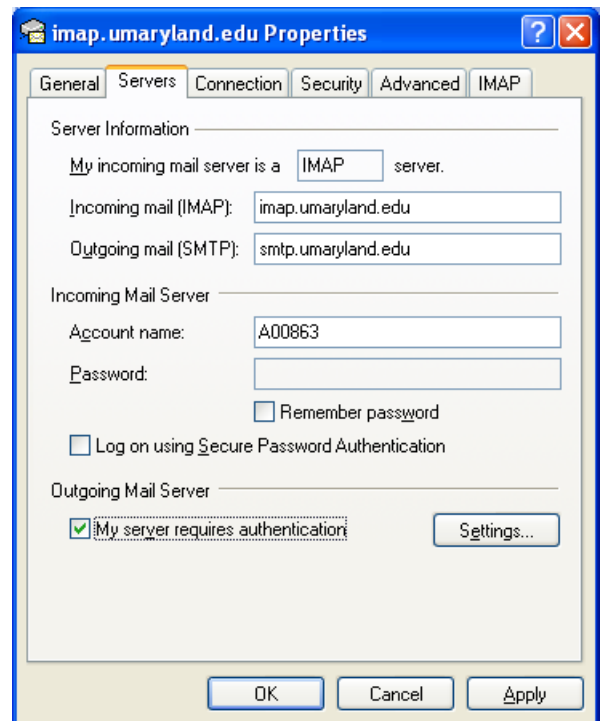 imap.umaryland.edu Properties
General Servers Connection Security Advanced IMAP
Server Information
My incoming mail server is a IMAP server.
Incoming mail (IMAP): imap.umaryland.edu
Outgoing mail (SMTP): smtp.umaryland.edu
Incoming Mail Server
Account name: A00863
Password:
Remember password
Log on using Secure Password Authentication
Outgoing Mail Server
My server requires authentication Settings...
OK Cancel Apply